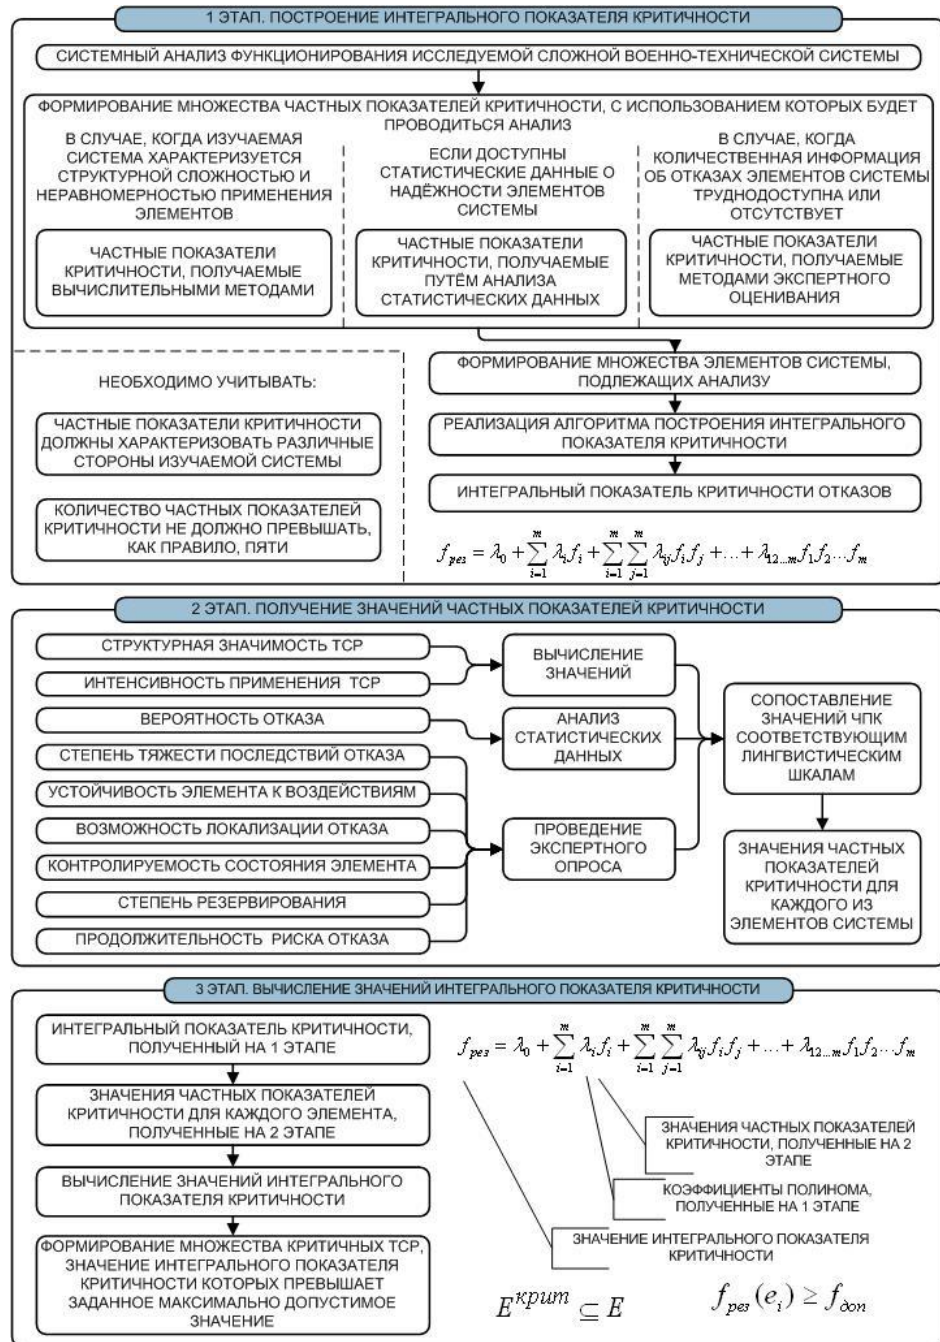 1 ЭТАП. ПОСТРОЕНИЕ ИНТЕГРАЛЬНОГО ПОКАЗАТЕЛЯ КРИТИЧНОСТИ
СИСТЕМНЫЙ АНАЛИЗ ФУНКЦИОНИРОВАНИЯ ИССЛЕДУЕМОЙ СЛОЖНОЙ ВОЕННО-ТЕХНИЧЕСКОЙ СИСТЕМЫ
ФОРМИРОВАНИЕ МНОЖЕСТВА ЧАСТНЫХ ПОКАЗАТЕЛЕЙ КРИТИЧНОСТИ, С ИСПОЛЬЗОВАНИЕМ КОТОРЫХ БУДЕТ
ПРОВОДИТЬСЯ АНАЛИЗ
В СЛУЧАЕ, КОГДА ИЗУЧАЕМАЯ
СИСТЕМА ХАРАКТЕРИЗУЕТСЯ
СТРУКТУРНОЙ СЛОЖНОСТЬЮ И
НЕРАВНОМЕРНОСТЬЮ ПРИМЕНЕНИЯ
ЭЛЕМЕНТОВ
ЧАСТНЫЕ ПОКАЗАТЕЛИ
КРИТИЧНОСТИ, ПОЛУЧАЕМЫЕ
ВЫЧИСЛИТЕЛЬНЫМИ МЕТОДАМИ
ЕСЛИ ДОСТУПНЫ
СТАТИСТИЧЕСКИЕ ДАННЫЕ О
НАДЁЖНОСТИ ЭЛЕМЕНТОВ
СИСТЕМЫ
ЧАСТНЫЕ ПОКАЗАТЕЛИ
КРИТИЧНОСТИ, ПОЛУЧАЕМЫЕ
ПУТЁМ АНАЛИЗА
СТАТИСТИЧЕСКИХ ДАННЫХ
В СЛУЧАЕ, КОГДА
КОЛИЧЕСТВЕННАЯ ИНФОРМАЦИЯ
ОБ ОТКАЗАХ ЭЛЕМЕНТОВ СИСТЕМЫ
ТРУДНОДОСТУПНА ИЛИ
ОТСУТСТВУЕТ
ЧАСТНЫЕ ПОКАЗАТЕЛИ
КРИТИЧНОСТИ, ПОЛУЧАЕМЫЕ
МЕТОДАМИ ЭКСПЕРТНОГО
ОЦЕНИВАНИЯ
НЕОБХОДИМО УЧИТЫВАТЬ:
ЧАСТНЫЕ ПОКАЗАТЕЛИ КРИТИЧНОСТИ
ДОЛЖНЫ ХАРАКТЕРИЗОВАТЬ РАЗЛИЧНЫЕ
СТОРОНЫ ИЗУЧАЕМОЙ СИСТЕМЫ
КОЛИЧЕСТВО ЧАСТНЫХ ПОКАЗАТЕЛЕЙ
КРИТИЧНОСТИ НЕ ДОЛЖНО ПРЕВЫШАТЬ,
КАК ПРАВИЛО, ПЯТИ
ФОРМИРОВАНИЕ МНОЖЕСТВА ЭЛЕМЕНТОВ СИСТЕМЫ,
ПОДЛЕЖАЩИХ АНАЛИЗУ
РЕАЛИЗАЦИЯ АЛГОРИТМА ПОСТРОЕНИЯ ИНТЕГРАЛЬНОГО
ПОКАЗАТЕЛЯ КРИТИЧНОСТИ
ИНТЕГРАЛЬНЫЙ ПОКАЗАТЕЛЬ КРИТИЧНОСТИ ОТКАЗОВ
f_{рез} = λ_0 + ∑_{i=1}^{m} λ_i f_i + ∑_{i=1}^{m} ∑_{j=1}^{m} λ_{ij} f_i f_j + ... + λ_{12...m} f_1 f_2 ... f_m
2 ЭТАП. ПОЛУЧЕНИЕ ЗНАЧЕНИЙ ЧАСТНЫХ ПОКАЗАТЕЛЕЙ КРИТИЧНОСТИ
СТРУКТУРНАЯ ЗНАЧИМОСТЬ ТСР
ИНТЕНСИВНОСТЬ ПРИМЕНЕНИЯ ТСР
ВЕРОЯТНОСТЬ ОТКАЗА
СТЕПЕНЬ ТЯЖЕСТИ ПОСЛЕДСТВИЙ ОТКАЗА
УСТОЙЧИВОСТЬ ЭЛЕМЕНТА К ВОЗДЕЙСТВИЯМ
ВОЗМОЖНОСТЬ ЛОКАЛИЗАЦИИ ОТКАЗА
КОНТРОЛИРУЕМОСТЬ СОСТОЯНИЯ ЭЛЕМЕНТА
СТЕПЕНЬ РЕЗЕРВИРОВАНИЯ
ПРОДОЛЖИТЕЛЬНОСТЬ РИСКА ОТКАЗА
ВЫЧИСЛЕНИЕ
ЗНАЧЕНИЙ
АНАЛИЗ
СТАТИСТИЧЕСКИХ
ДАННЫХ
ПРОВЕДЕНИЕ
ЭКСПЕРТНОГО
ОПРОСА
СОПОСТАВЛЕНИЕ
ЗНАЧЕНИЙ ЧПК
СООТВЕТСТВУЮЩИМ
ЛИНГВИСТИЧЕСКИМ
ШКАЛАМ
ЗНАЧЕНИЯ ЧАСТНЫХ
ПОКАЗАТЕЛЕЙ
КРИТИЧНОСТИ ДЛЯ
КАЖДОГО ИЗ
ЭЛЕМЕНТОВ СИСТЕМЫ
3 ЭТАП. ВЫЧИСЛЕНИЕ ЗНАЧЕНИЙ ИНТЕГРАЛЬНОГО ПОКАЗАТЕЛЯ КРИТИЧНОСТИ
ИНТЕГРАЛЬНЫЙ ПОКАЗАТЕЛЬ КРИТИЧНОСТИ,
ПОЛУЧЕННЫЙ НА 1 ЭТАПЕ
ЗНАЧЕНИЯ ЧАСТНЫХ ПОКАЗАТЕЛЕЙ
КРИТИЧНОСТИ ДЛЯ КАЖДОГО ЭЛЕМЕНТА,
ПОЛУЧЕННЫЕ НА 2 ЭТАПЕ
ВЫЧИСЛЕНИЕ ЗНАЧЕНИЙ ИНТЕГРАЛЬНОГО
ПОКАЗАТЕЛЯ КРИТИЧНОСТИ
ФОРМИРОВАНИЕ МНОЖЕСТВА КРИТИЧНЫХ ТСР,
ЗНАЧЕНИЕ ИНТЕГРАЛЬНОГО ПОКАЗАТЕЛЯ
КРИТИЧНОСТИ КОТОРЫХ ПРЕВЫШАЕТ
ЗАДАННОЕ МАКСИМАЛЬНО ДОПУСТИМОЕ
ЗНАЧЕНИЕ
f_{рез} = λ_0 + ∑_{i=1}^{m} λ_i f_i + ∑_{i=1}^{m} ∑_{j=1}^{m} λ_{ij} f_i f_j + ... + λ_{12...m} f_1 f_2 ... f_m
ЗНАЧЕНИЯ ЧАСТНЫХ ПОКАЗАТЕЛЕЙ
КРИТИЧНОСТИ, ПОЛУЧЕННЫЕ НА 2
ЭТАПЕ
КОЭФФИЦИЕНТЫ ПОЛИНОМА,
ПОЛУЧЕННЫЕ НА 1 ЭТАПЕ
ЗНАЧЕНИЕ ИНТЕГРАЛЬНОГО ПОКАЗАТЕЛЯ
КРИТИЧНОСТИ
E^{крит} ⊆ E
f_{рез}(e_i) ≥ f_{доп}